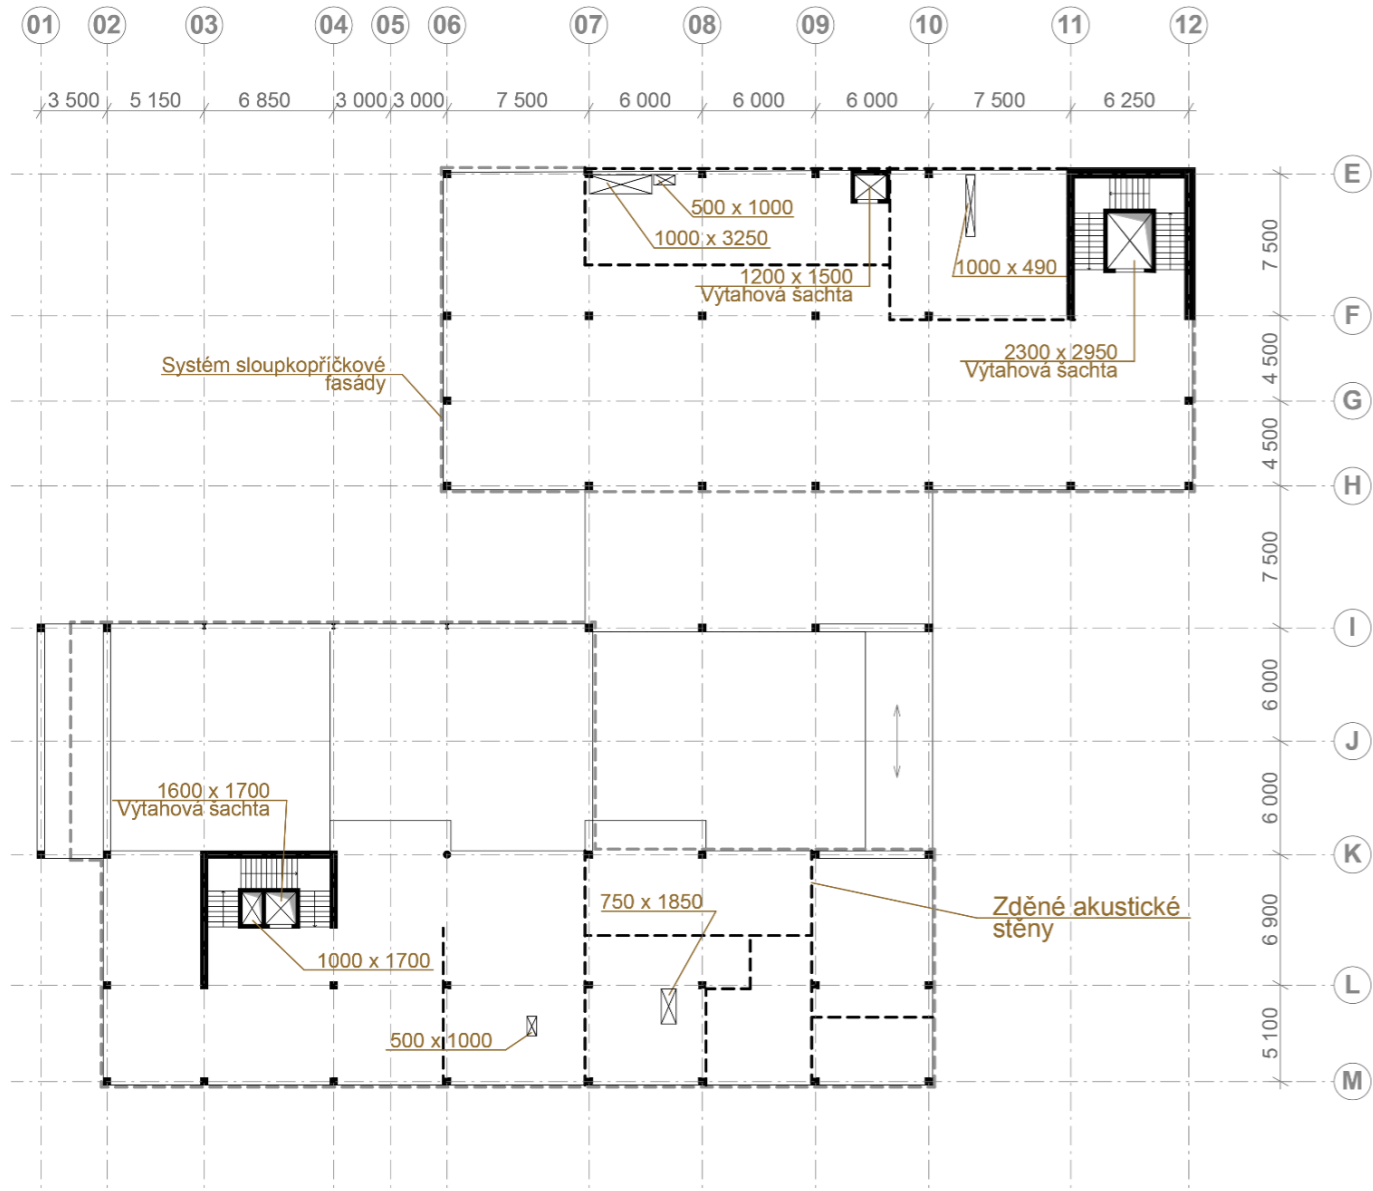 01 02 03 04 05 06 07 08 09 10 11 12
3 500 5 150 6 850 3 000 3 000 7 500 6 000 6 000 6 000 7 500 6 250
E
500 x 1000
1000 x 3250
7 500
1000 x 490
1200 x 1500
Výtahová šachta
F
2300 x 2950
Výtahová šachta
4 500
Systém sloupkopříčkové
fasády
G
4 500
H
7 500
I
6 000
J
6 000
1600 x 1700
Výtahová šachta
K
750 x 1850
Zděné akustické
stěny
6 900
1000 x 1700
L
500 x 1000
5 100
M